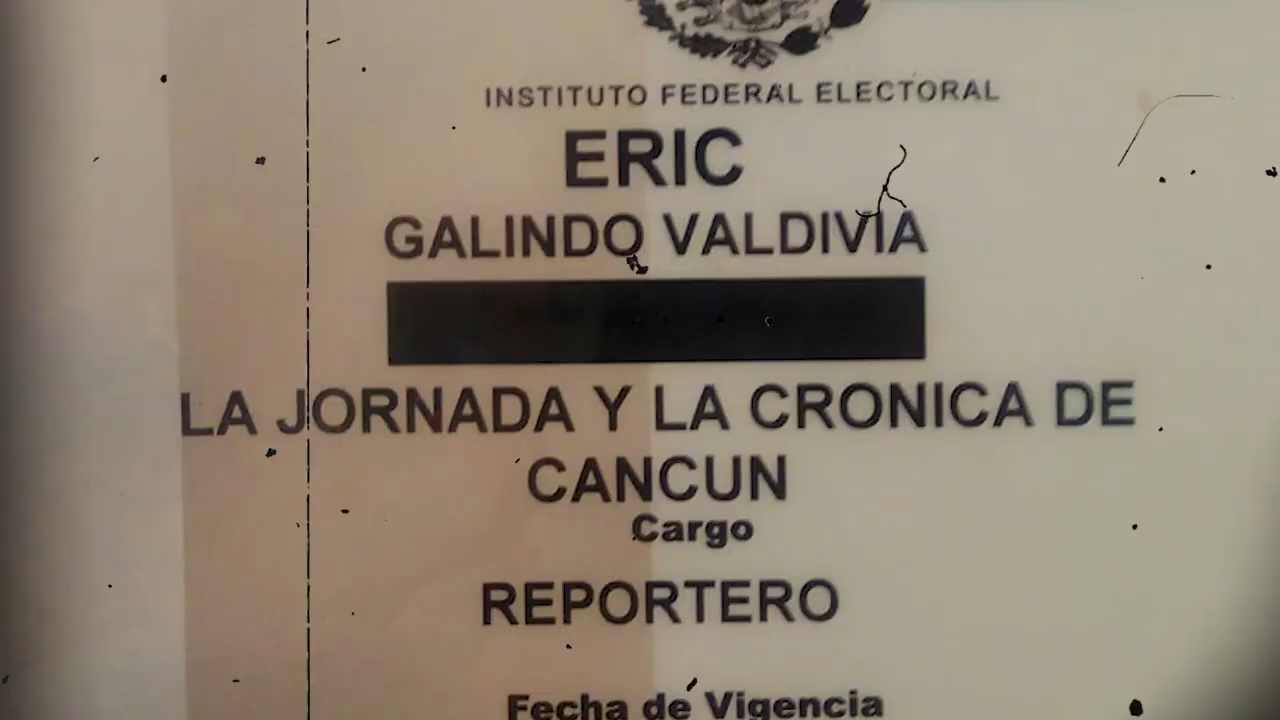 INSTITUTO FEDERAL ELECTORAL
ERIC
GALINDO VALDIVIA
LA JORNADA Y LA CRONICA DE
CANCUN
Cargo
REPORTERO
Fecha de Vigencia